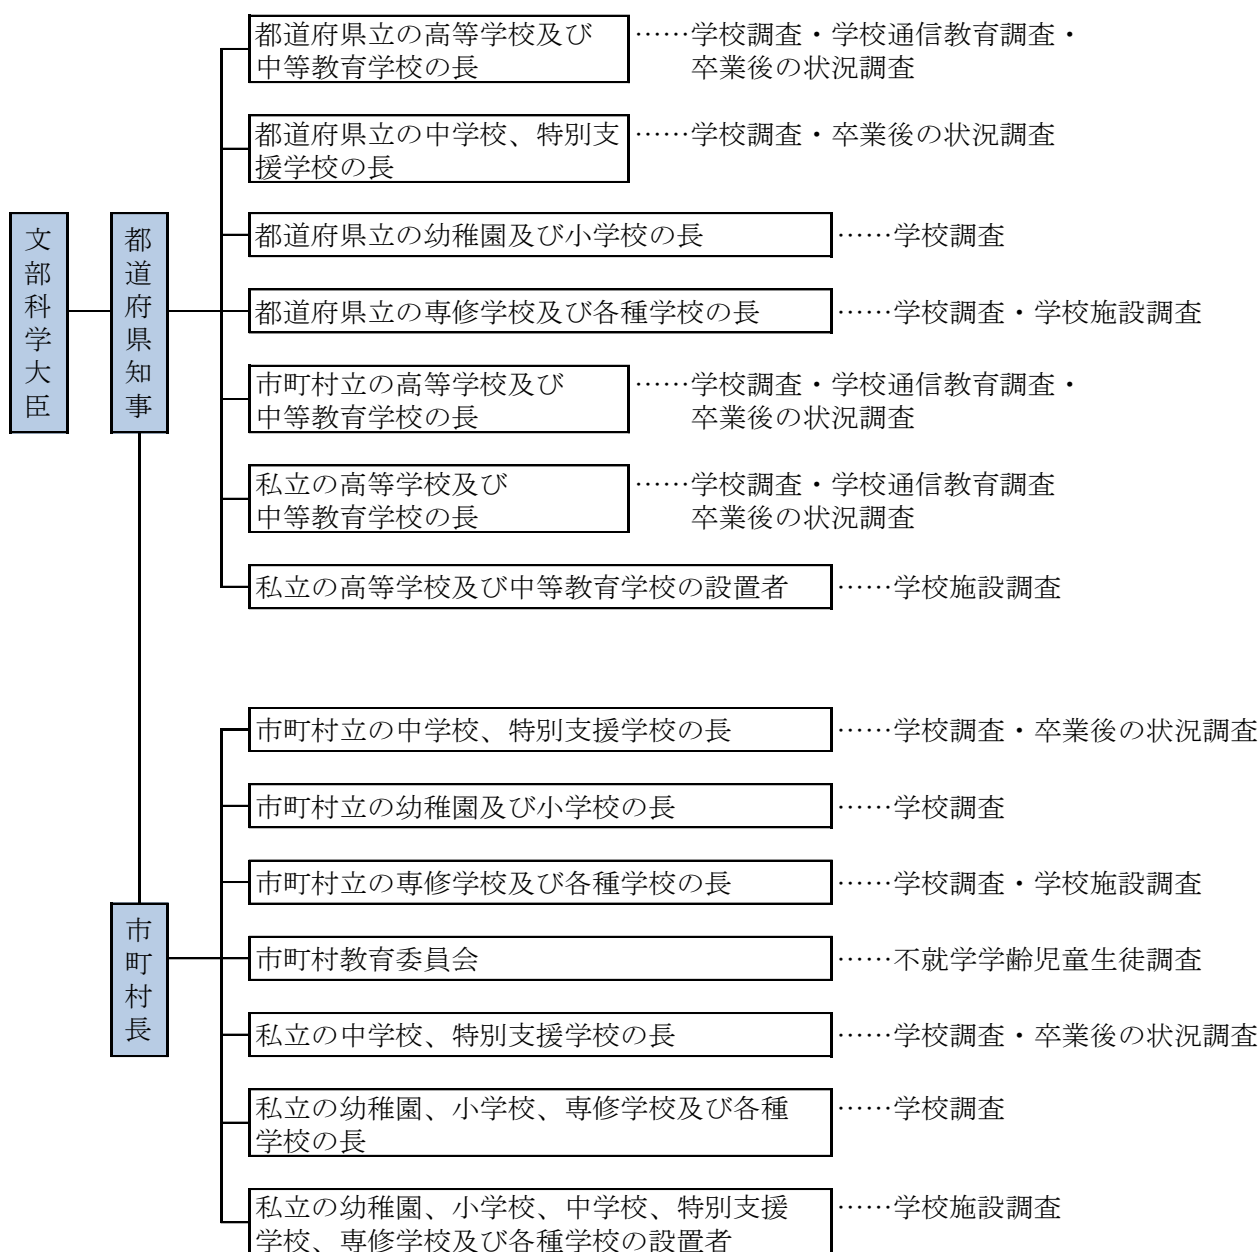 都道府県立の高等学校及び
中等教育学校の長
……学校調査・学校通信教育調査・
卒業後の状況調査
都道府県立の中学校、特別支
援学校の長
……学校調査・卒業後の状況調査
文部科学大臣
都道府県知事
都道府県立の幼稚園及び小学校の長
……学校調査
都道府県立の専修学校及び各種学校の長
……学校調査・学校施設調査
市町村立の高等学校及び
中等教育学校の長
……学校調査・学校通信教育調査・
卒業後の状況調査
私立の高等学校及び
中等教育学校の長
……学校調査・学校通信教育調査
卒業後の状況調査
私立の高等学校及び中等教育学校の設置者
……学校施設調査
市町村長
市町村立の中学校、特別支援学校の長
……学校調査・卒業後の状況調査
市町村立の幼稚園及び小学校の長
……学校調査
市町村立の専修学校及び各種学校の長
……学校調査・学校施設調査
市町村教育委員会
……不就学学齢児童生徒調査
私立の中学校、特別支援学校の長
……学校調査・卒業後の状況調査
私立の幼稚園、小学校、専修学校及び各種
学校の長
……学校調査
私立の幼稚園、小学校、中学校、特別支援
学校、専修学校及び各種学校の設置者
……学校施設調査